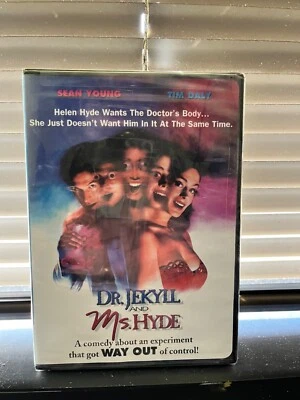 SEAN YOUNG TIM DALY
Helen Hyde Wants The Doctor's Body...
She Just Doesn't Want Him In It At The Same Time.
DR. JEKYLL
AND
Ms. HYDE
A comedy about an experiment
that got WAY OUT of control!